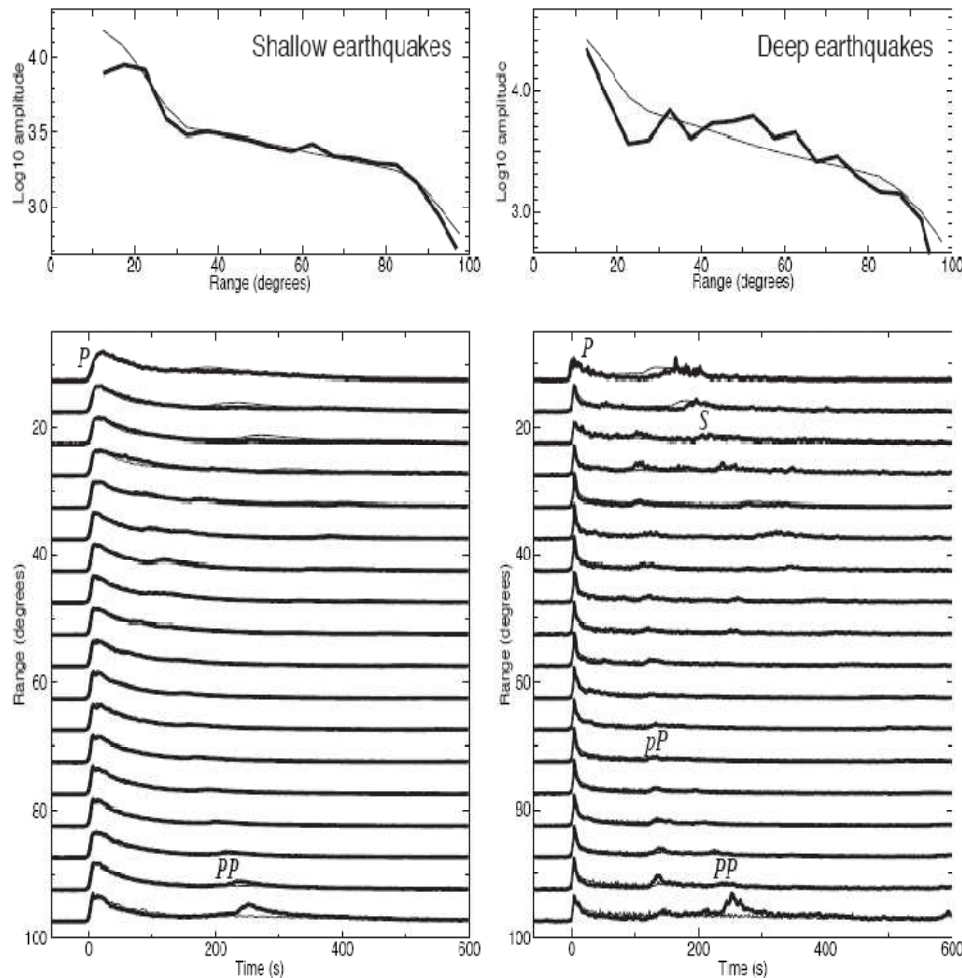 Shallow earthquakes
Log10 amplitude
4.0
3.5
3.0
0 20 40 60 80 100
Range (degrees)
Deep earthquakes
Log10 amplitude
4.0
3.0
0 20 40 60 80 100
Range (degrees)
P
PP
Range (degrees)
20
40
60
80
100
0 200 400 600
Time (s)
P
S
pP
PP
Range (degrees)
20
40
60
80
100
0 200 400 600
Time (s)